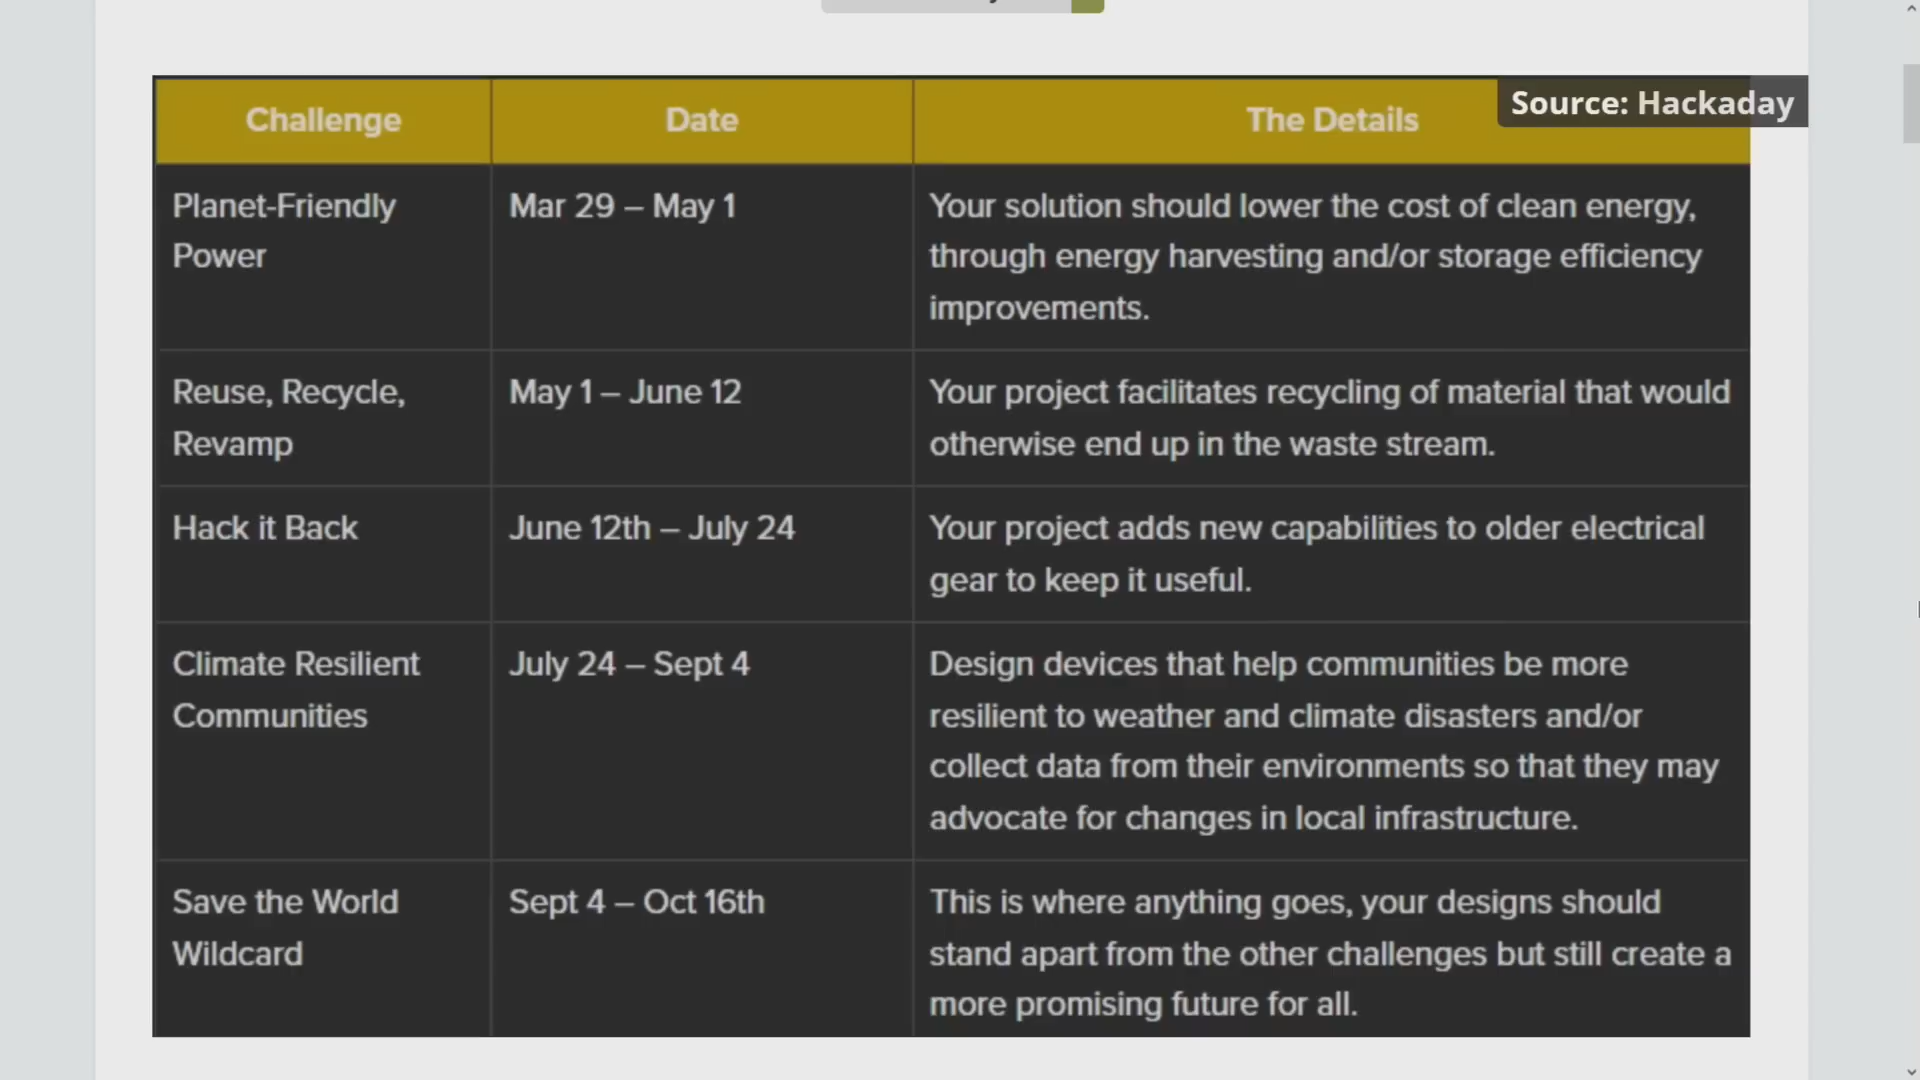 Challenge
Date
The Details
Source: Hackaday
Planet-Friendly
Power
Mar 29 – May 1
Your solution should lower the cost of clean energy,
through energy harvesting and/or storage efficiency
improvements.
Reuse, Recycle,
Revamp
May 1 – June 12
Your project facilitates recycling of material that would
otherwise end up in the waste stream.
Hack it Back
June 12th – July 24
Your project adds new capabilities to older electrical
gear to keep it useful.
Climate Resilient
Communities
July 24 – Sept 4
Design devices that help communities be more
resilient to weather and climate disasters and/or
collect data from their environments so that they may
advocate for changes in local infrastructure.
Save the World
Wildcard
Sept 4 – Oct 16th
This is where anything goes, your designs should
stand apart from the other challenges but still create a
more promising future for all.